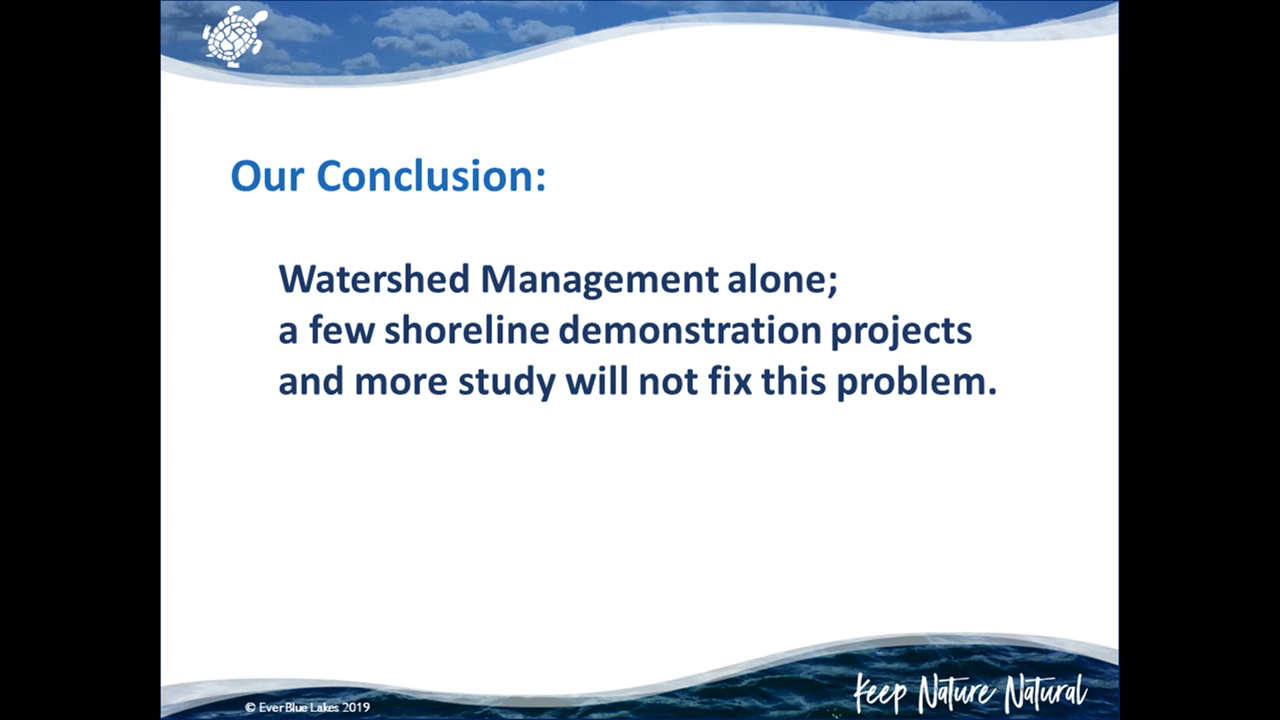 Our Conclusion:
Watershed Management alone;
a few shoreline demonstration projects
and more study will not fix this problem.
Keep Nature Natural
© EverBlue Lakes 2019